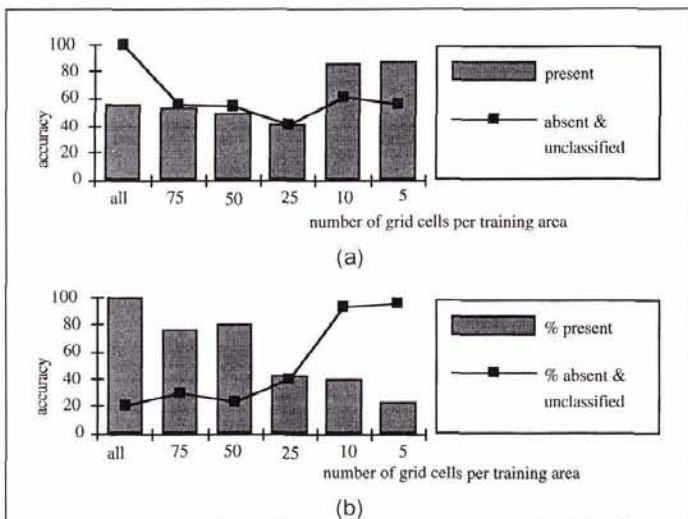 100
80
60
40
20
0
accuracy
all 75 50 25 10 5
number of grid cells per training area
present
absent &
unclassified
(a)
100
80
60
40
20
0
accuracy
all 75 50 25 10 5
number of grid cells per training area
% present
% absent &
unclassified
(b)